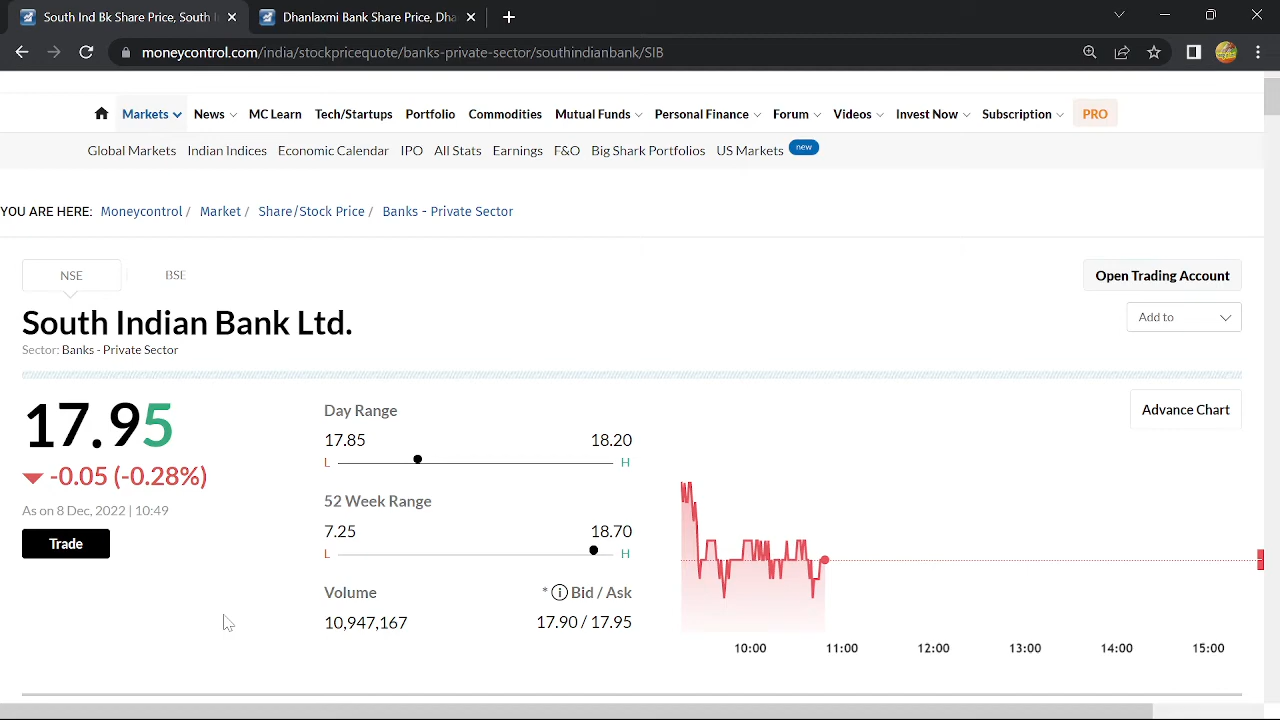 South Ind Bk Share Price, South I
Dhanlaxmi Bank Share Price, Dha
moneycontrol.com/india/stockpricequote/banks-private-sector/southindianbank/SIB
Markets News MC Learn Tech/Startups Portfolio Commodities Mutual Funds Personal Finance Forum Videos Invest Now Subscription PRO
Global Markets Indian Indices Economic Calendar IPO All Stats Earnings F&O Big Shark Portfolios US Markets new
YOU ARE HERE: Moneycontrol / Market / Share/Stock Price / Banks - Private Sector
NSE BSE
Open Trading Account
South Indian Bank Ltd.
Add to
Sector: Banks - Private Sector
17.95
-0.05 (-0.28%)
As on 8 Dec, 2022 | 10:49
Trade
Day Range
17.85 18.20
L H
52 Week Range
7.25 18.70
L H
Volume * i Bid / Ask
10,947,167 17.90 / 17.95
Advance Chart
10:00 11:00 12:00 13:00 14:00 15:00